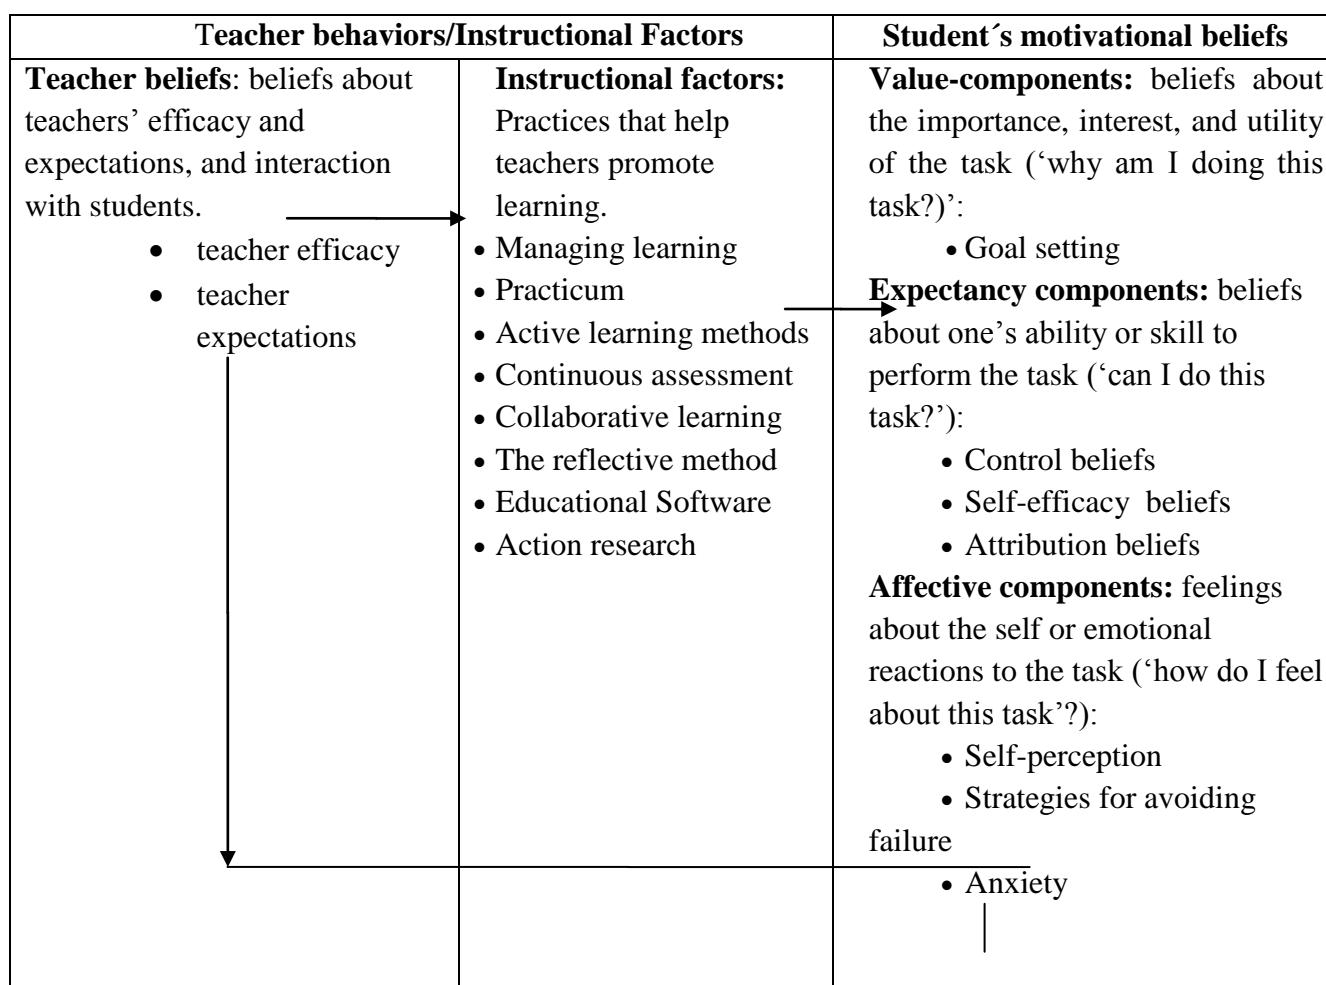 Teacher behaviors/Instructional Factors
Student´s motivational beliefs
Teacher beliefs: beliefs about
teachers’ efficacy and
expectations, and interaction
with students.
• teacher efficacy
• teacher
expectations
Instructional factors:
Practices that help
teachers promote
learning.
• Managing learning
• Practicum
• Active learning methods
• Continuous assessment
• Collaborative learning
• The reflective method
• Educational Software
• Action research
Value-components: beliefs about
the importance, interest, and utility
of the task (‘why am I doing this
task?)’:
• Goal setting
Expectancy components: beliefs
about one’s ability or skill to
perform the task (‘can I do this
task?’):
• Control beliefs
• Self-efficacy beliefs
• Attribution beliefs
Affective components: feelings
about the self or emotional
reactions to the task (‘how do I feel
about this task’?):
• Self-perception
• Strategies for avoiding
failure
• Anxiety